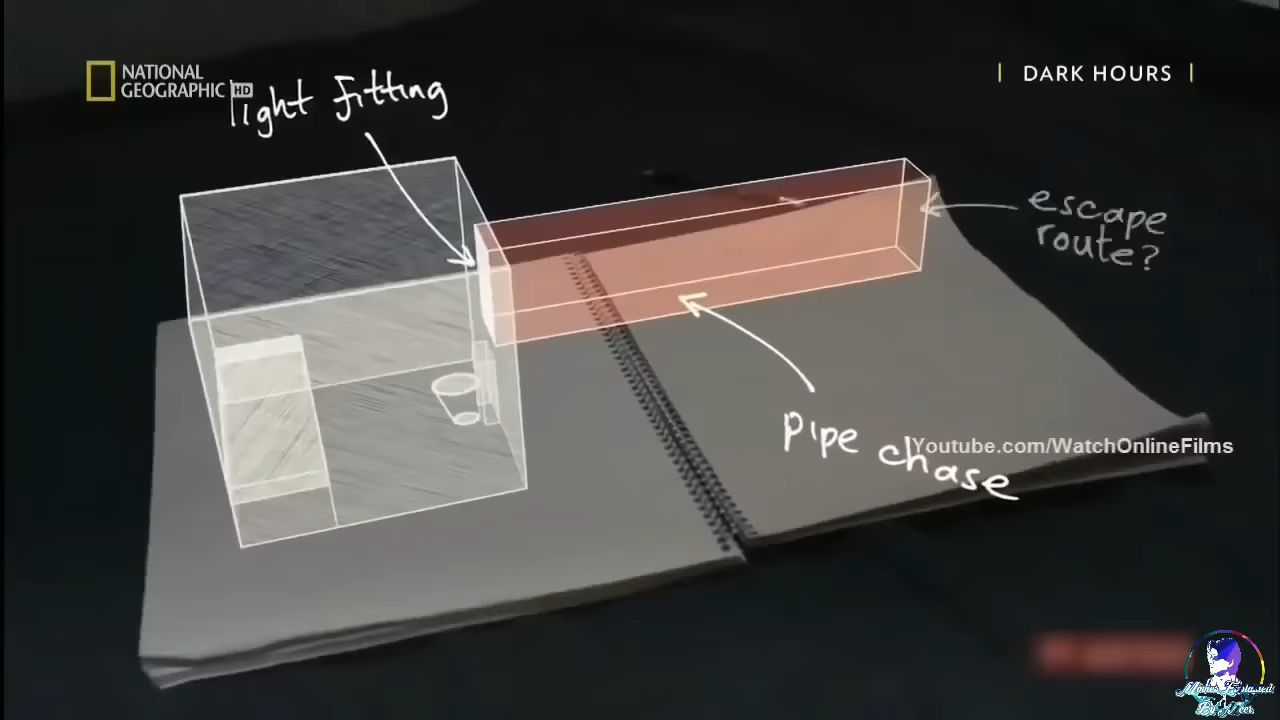 NATIONAL
GEOGRAPHIC HD
DARK HOURS
light fitting
escape
route?
pipe chase
Youtube.com/WatchOnlineFilms